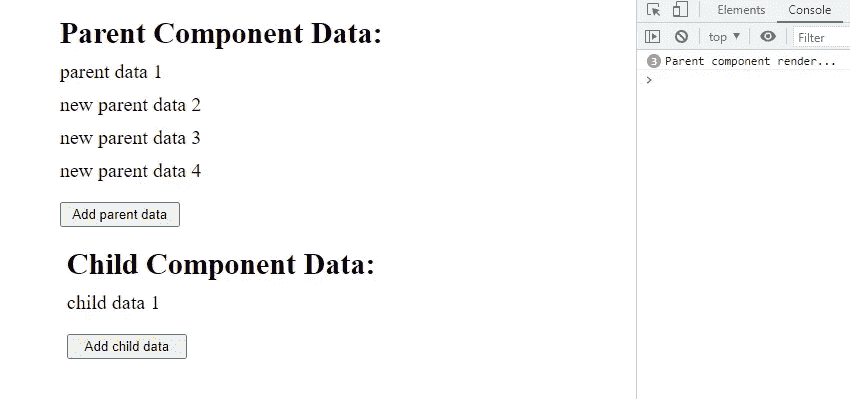 Parent Component Data:
parent data 1
new parent data 2
new parent data 3
new parent data 4
Add parent data
Child Component Data:
child data 1
Add child data
Elements Console
top ▼ Filter
3 Parent component render...
>